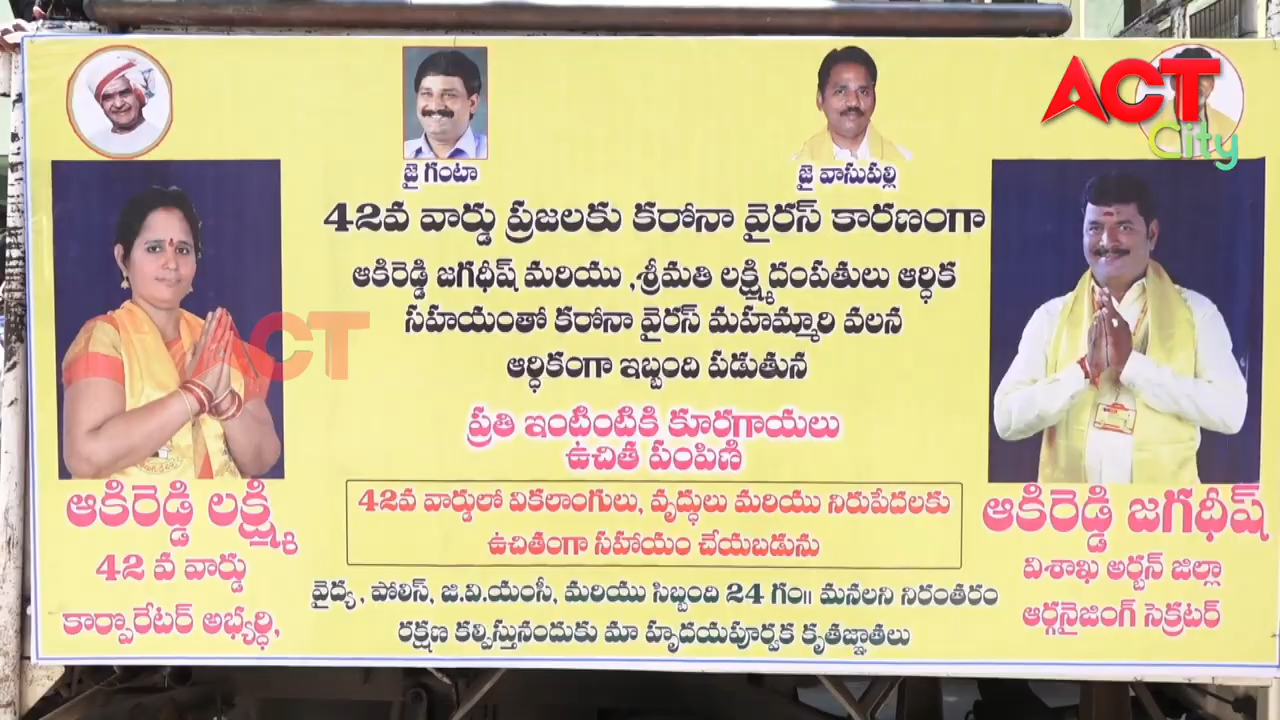 ACT
City
జై గంటా
జై వాసుపల్లి
42వ వార్డు ప్రజలకు కరోనా వైరస్ కారణంగా
ఆకిరెడ్డి జగదీష్ మరియు ,శ్రీమతి లక్ష్మిదంపతులు ఆర్ధిక
సహయంతో కరోనా వైరస్ మహమ్మారి వలన
ఆర్ధికంగా ఇబ్బంది పడుతున
ప్రతి ఇంటింటికి కూరగాయలు
ఉచిత పంపిణి
42వ వార్డులో వికలాంగులు, వృద్ధులు మరియు నిరుపేదలకు
ఉచితంగా సహాయం చేయబడును
వైద్య, పోలిస్, జి.వి.యంసీ, మరియు సిబ్బంది 24 గం|| మనలని నిరంతరం
రక్షణ కల్పిస్తునందుకు మా హృదయపూర్వక కృతజ్ఞాతలు
ACT
ఆకిరెడ్డి లక్ష్మి
42 వ వార్డు
కార్పొరేటర్ అభ్యర్ధి,
ఆకిరెడ్డి జగదీష్
విశాఖ అర్బన్ జిల్లా
ఆర్గనైజింగ్ సెక్రటర్